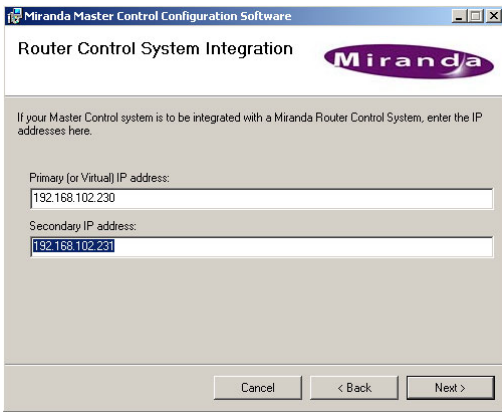 Miranda Master Control Configuration Software
Router Control System Integration
Miranda
If your Master Control system is to be integrated with a Miranda Router Control System, enter the IP
addresses here.
Primary (or Virtual) IP address:
192.168.102.230
Secondary IP address:
192.168.102.231
Cancel
< Back
Next >